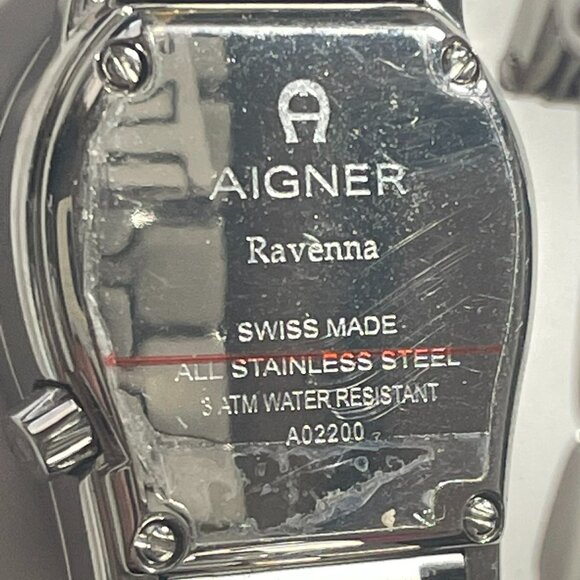 AIGNER
Ravenna
SWISS MADE
ALL STAINLESS STEEL
3 ATM WATER RESISTANT
A02200